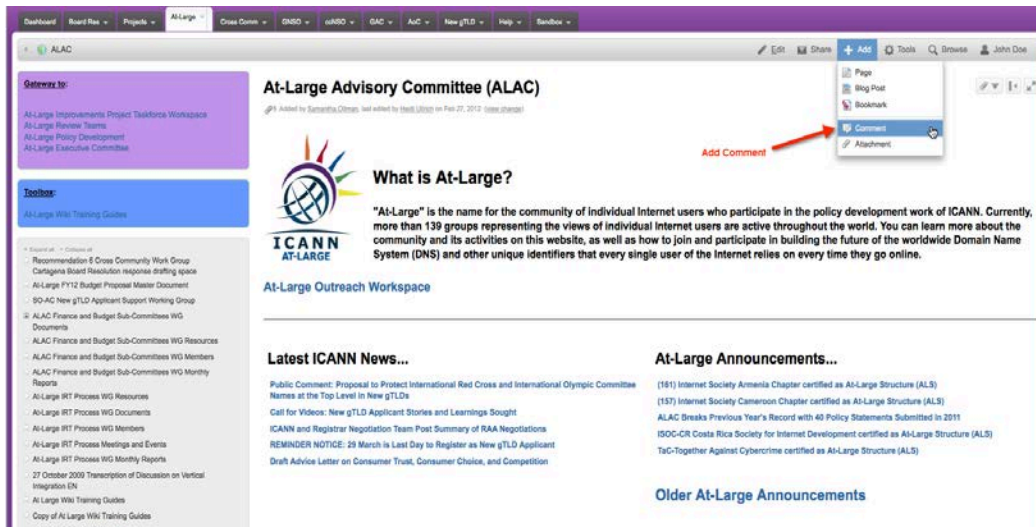 Dashboard Board Res Projects At-Large Cross Comm GNSO ccNSO GAC AoC New gTLD Help Sandbox
ALAC Edit Share Add Tools Browse John Doe
Page
Blog Post
Bookmark
Comment
Attachment
Add Comment
Gateway to:
At-Large Improvements Project Taskforce Workspace
At-Large Review Teams
At-Large Policy Development
At-Large Executive Committee
Toolbox:
At-Large Wiki Training Guides
Expand all Collapse all
Recommendation 6 Cross Community Work Group
Cartagena Board Resolution response drafting space
At-Large FY12 Budget Proposal Master Document
SO-AC New gTLD Applicant Support Working Group
ALAC Finance and Budget Sub-Committees WG
Documents
ALAC Finance and Budget Sub-Committees WG Resources
ALAC Finance and Budget Sub-Committees WG Members
ALAC Finance and Budget Sub-Committees WG Monthly
Reports
At-Large IRT Process WG Resources
At-Large IRT Process WG Documents
At-Large IRT Process WG Members
At-Large IRT Process Meetings and Events
At-Large IRT Process WG Monthly Reports
27 October 2009 Transcription of Discussion on Vertical
Integration EN
At Large Wiki Training Guides
Copy of At Large Wiki Training Guides
At-Large Advisory Committee (ALAC)
Added by Samantha, last edited by Heidi Ullrich on Feb 27, 2012 (view change)
ICANN
AT-LARGE
What is At-Large?
"At-Large" is the name for the community of individual Internet users who participate in the policy development work of ICANN. Currently,
more than 139 groups representing the views of individual Internet users are active throughout the world. You can learn more about the
community and its activities on this website, as well as how to join and participate in building the future of the worldwide Domain Name
System (DNS) and other unique identifiers that every single user of the Internet relies on every time they go online.
At-Large Outreach Workspace
Latest ICANN News...
Public Comment: Proposal to Protect International Red Cross and International Olympic Committee
Names at the Top Level in New gTLDs
Call for Videos: New gTLD Applicant Stories and Learnings Sought
ICANN and Registrar Negotiation Team Post Summary of RAA Negotiations
REMINDER NOTICE: 29 March is Last Day to Register as New gTLD Applicant
Draft Advice Letter on Consumer Trust, Consumer Choice, and Competition
At-Large Announcements...
(161) Internet Society Armenia Chapter certified as At-Large Structure (ALS)
(157) Internet Society Cameroon Chapter certified as At-Large Structure (ALS)
ALAC Breaks Previous Year's Record with 40 Policy Statements Submitted in 2011
ISOC-CR Costa Rica Society for Internet Development certified as At-Large Structure (ALS)
TaC-Together Against Cybercrime certified as At-Large Structure (ALS)
Older At-Large Announcements